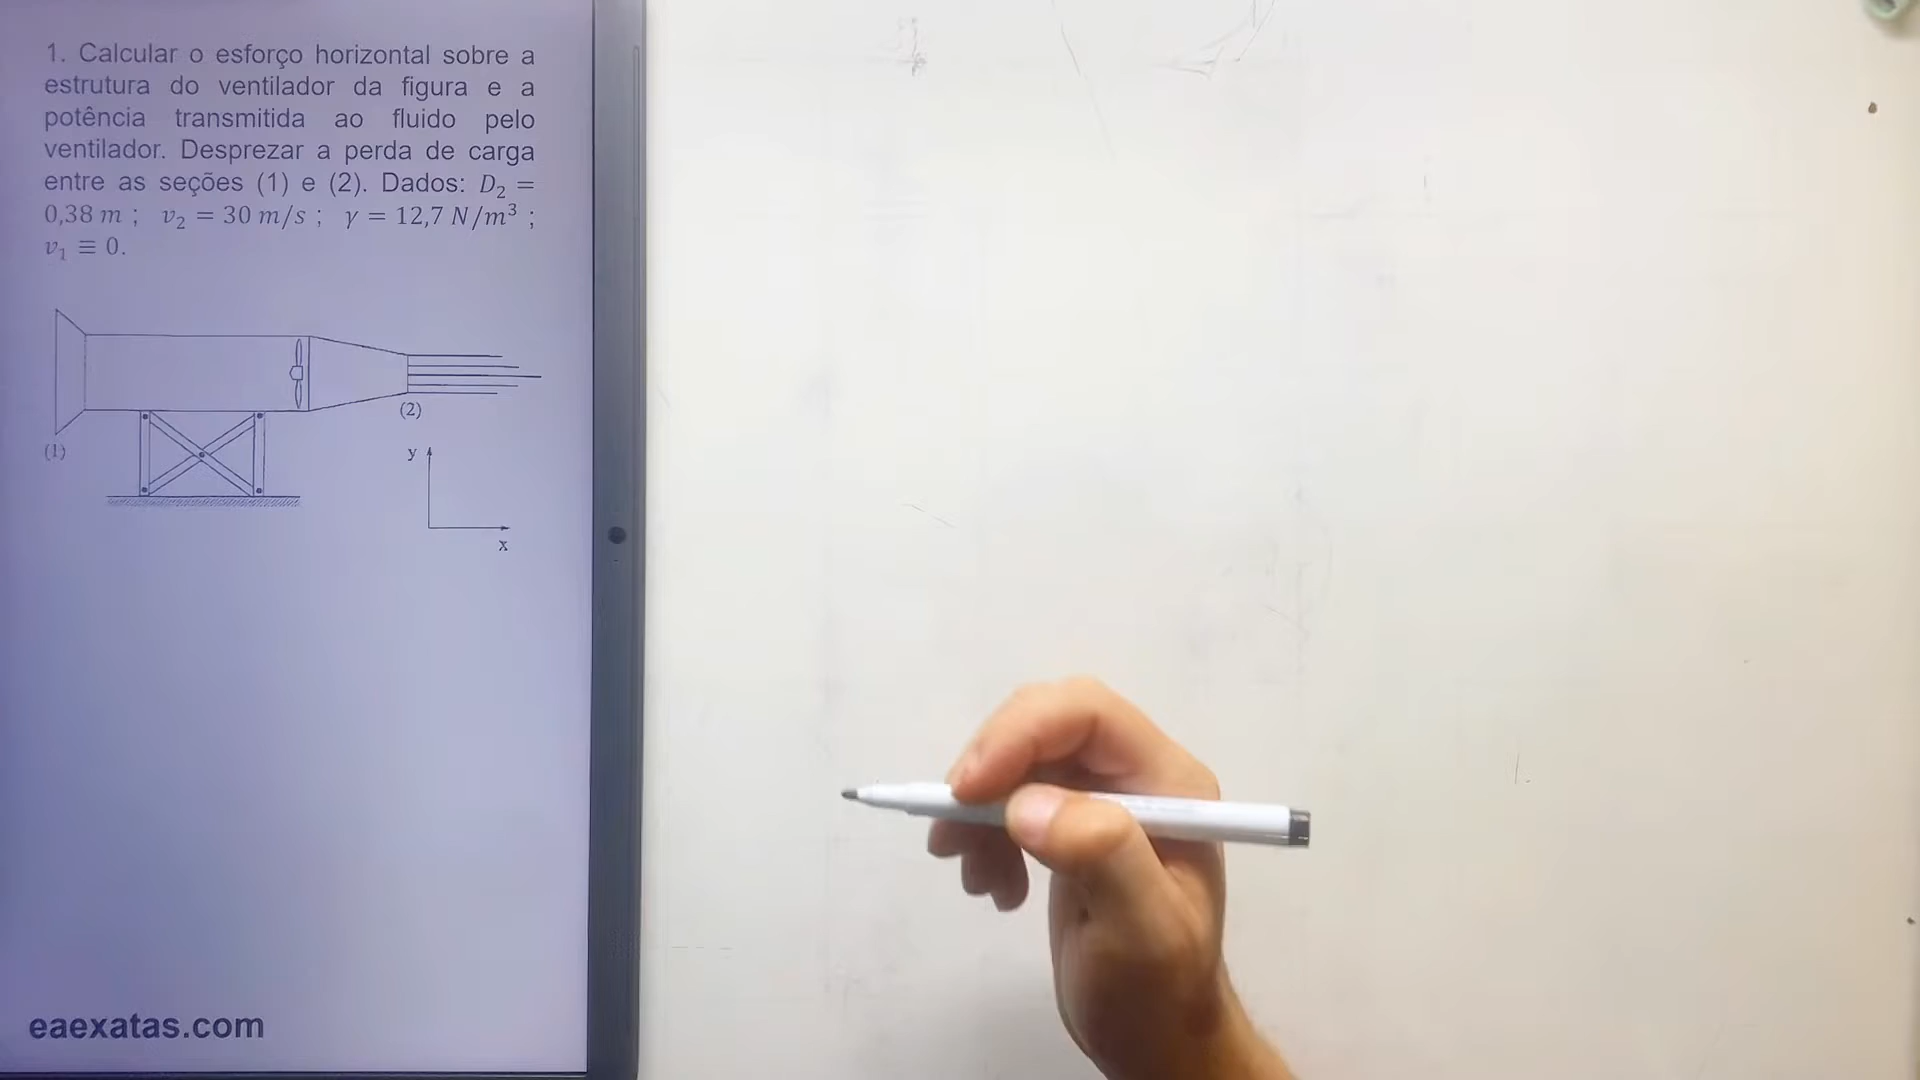 1. Calcular o esforço horizontal sobre a
estrutura do ventilador da figura e a
potência transmitida ao fluido pelo
ventilador. Desprezar a perda de carga
entre as seções (1) e (2). Dados: D₂ =
0,38 m ; v₂ = 30 m/s ; γ = 12,7 N/m³ ;
v₁ ≡ 0.
(2)
(1)
y
x
eaexatas.com